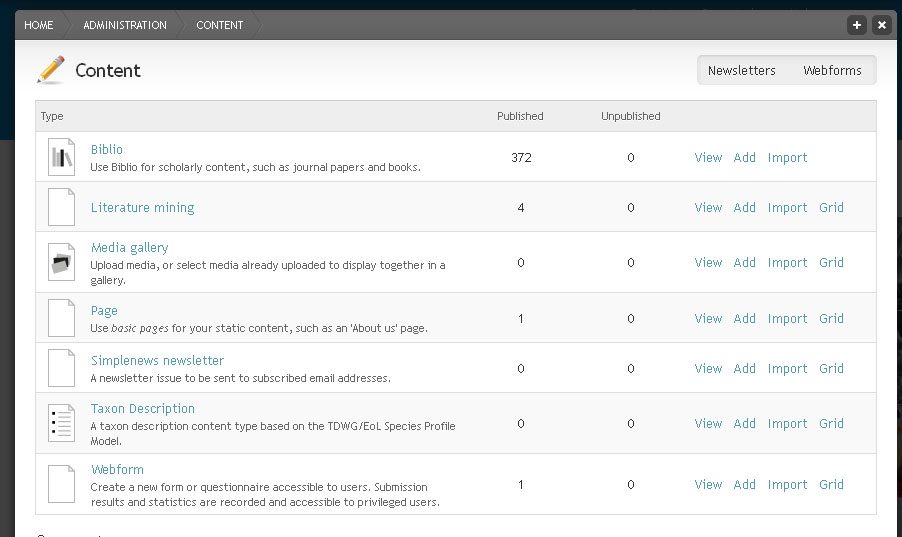 HOME ADMINISTRATION CONTENT
Content
Newsletters Webforms
Type Published Unpublished
Biblio
Use Biblio for scholarly content, such as journal papers and books.
372 0 View Add Import
Literature mining 4 0 View Add Import Grid
Media gallery
Upload media, or select media already uploaded to display together in a
gallery.
0 0 View Add Import Grid
Page
Use basic pages for your static content, such as an 'About us' page.
1 0 View Add Import Grid
Simplenews newsletter
A newsletter issue to be sent to subscribed email addresses.
0 0 View Add Import Grid
Taxon Description
A taxon description content type based on the TDWG/EoL Species Profile
Model.
0 0 View Add Import Grid
Webform
Create a new form or questionnaire accessible to users. Submission
results and statistics are recorded and accessible to privileged users.
1 0 View Add Import Grid